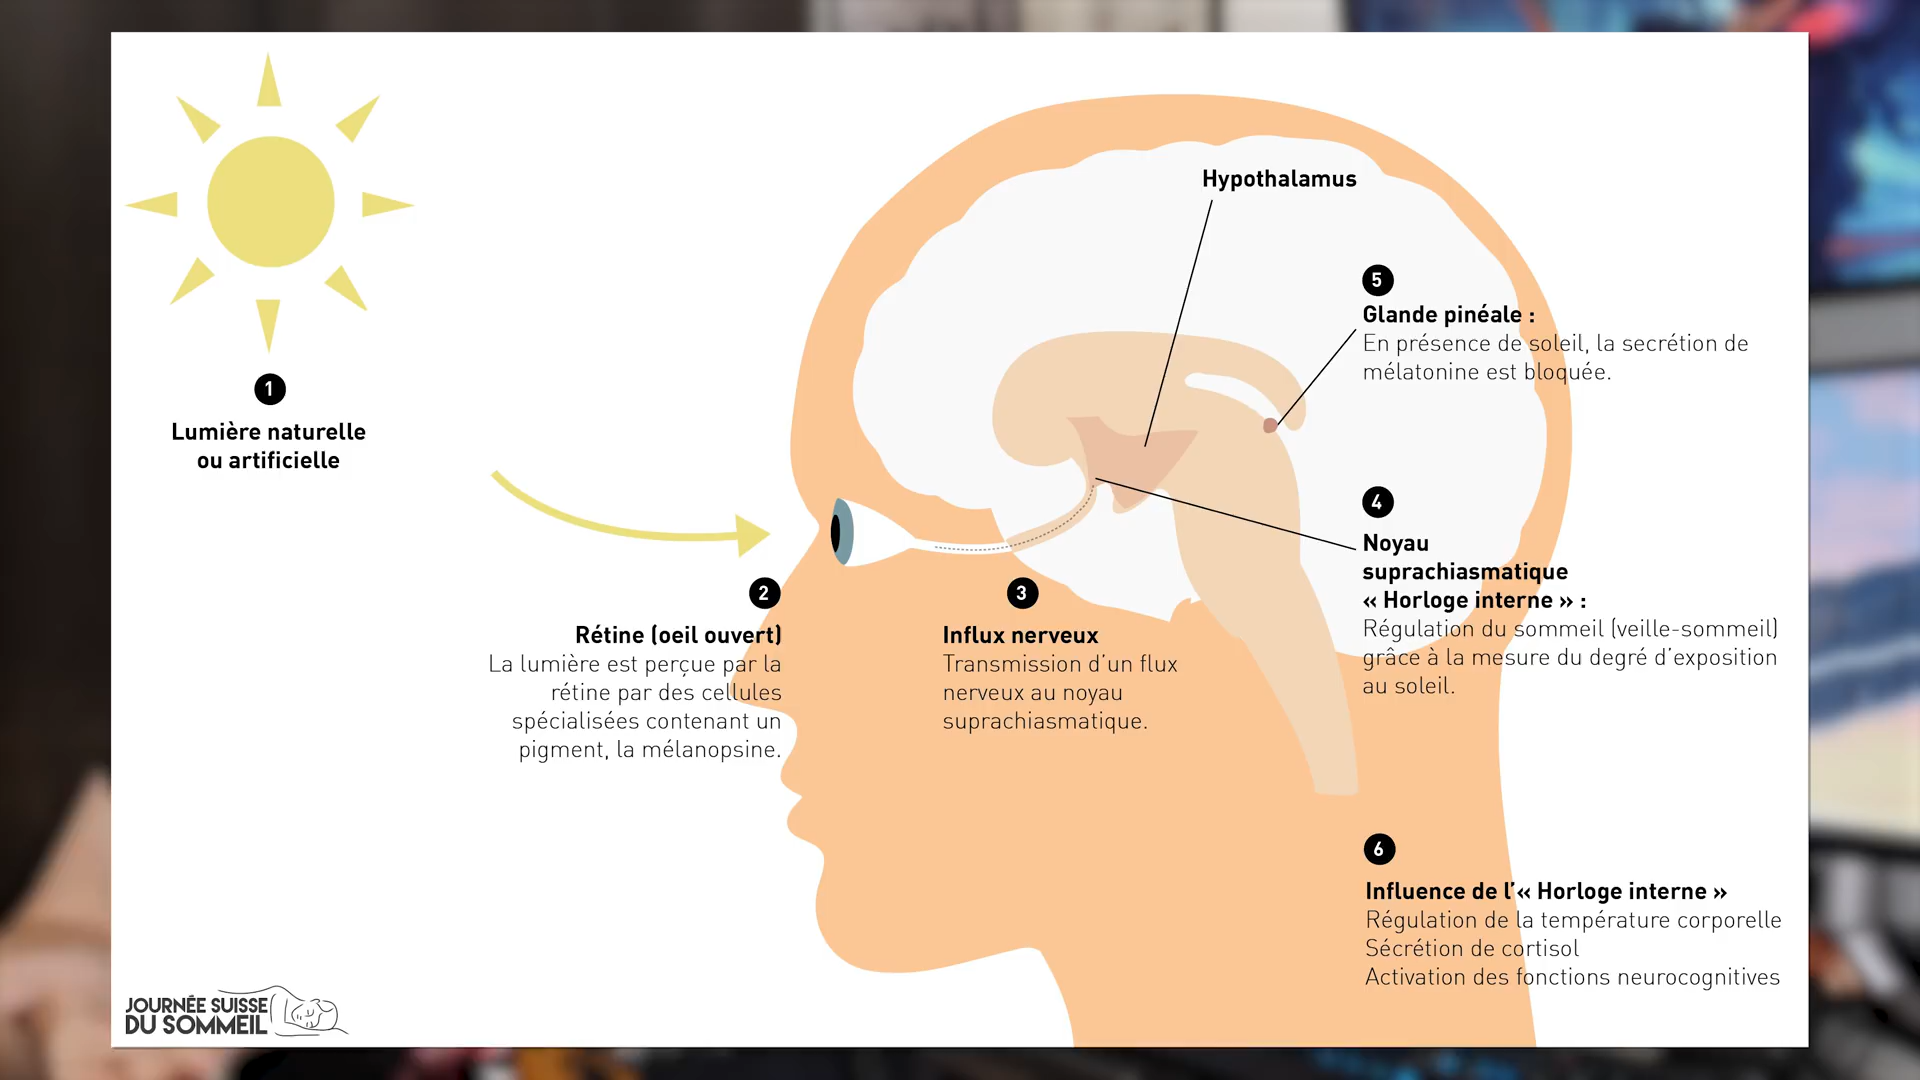 1
Lumière naturelle
ou artificielle
2
Rétine (oeil ouvert)
La lumière est perçue par la
rétine par des cellules
spécialisées contenant un
pigment, la mélanopsine.
3
Influx nerveux
Transmission d'un flux
nerveux au noyau
suprachiasmatique.
Hypothalamus
5
Glande pinéale :
En présence de soleil, la secrétion de
mélatonine est bloquée.
4
Noyau
suprachiasmatique
« Horloge interne » :
Régulation du sommeil (veille-sommeil)
grâce à la mesure du degré d'exposition
au soleil.
6
Influence de l'« Horloge interne »
Régulation de la température corporelle
Sécrétion de cortisol
Activation des fonctions neurocognitives
JOURNÉE SUISSE
DU SOMMEIL